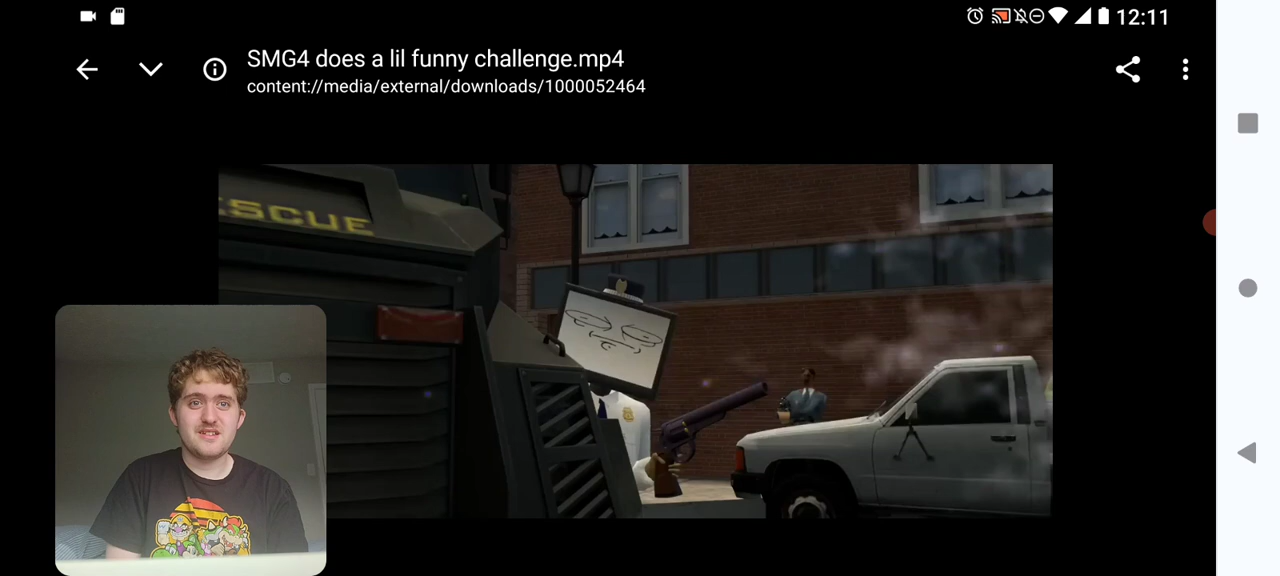 12:11
SMG4 does a lil funny challenge.mp4
content://media/external/downloads/1000052464
SCUE